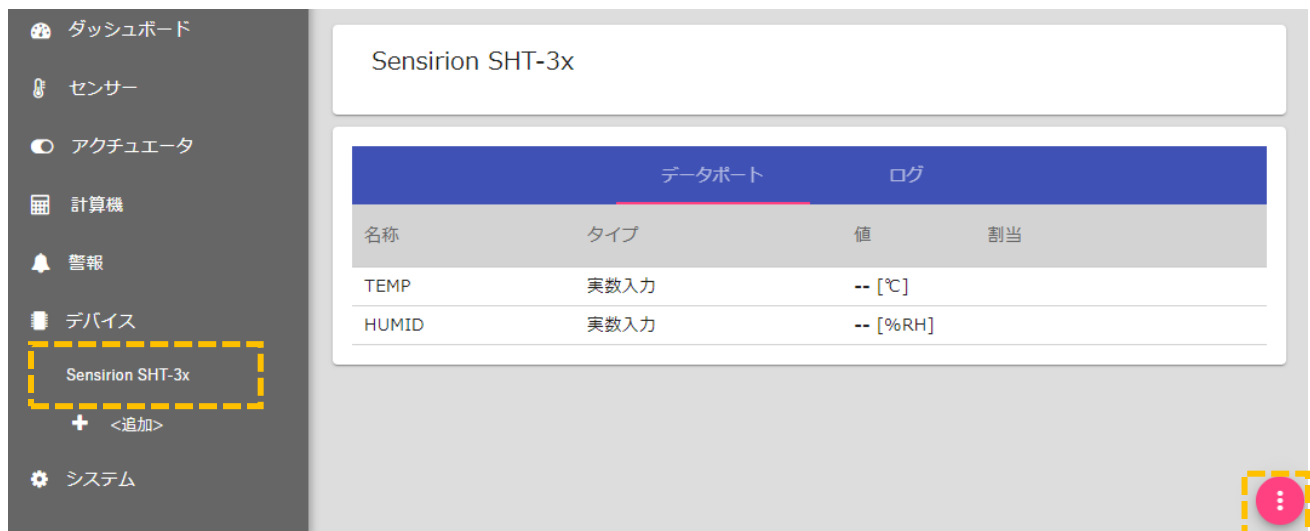 ダッシュボード
センサー
アクチュエータ
計算機
警報
デバイス
Sensirion SHT-3x
<追加>
システム
Sensirion SHT-3x
データポート ログ
名称 タイプ 値 割当
TEMP 実数入力 -- [℃]
HUMID 実数入力 -- [%RH]